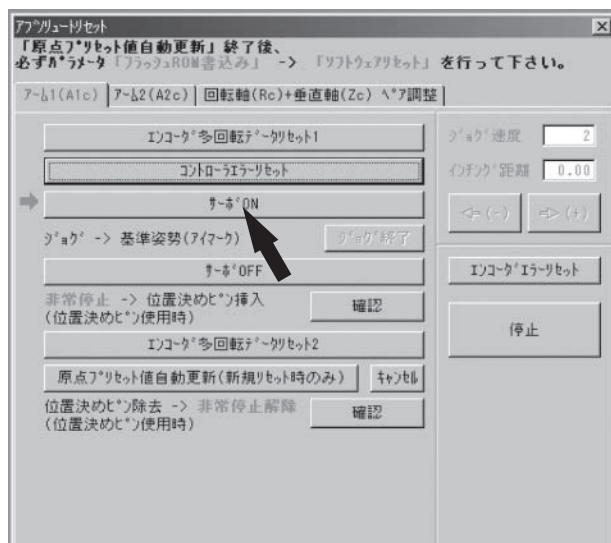 アブソリュートリセット
「原点プリセット値自動更新」終了後、
必ずパラメータ「フラッシュROM書込み」 -> 「ソフトウェアリセット」 を行って下さい。
アーム1(A1c) アーム2(A2c) 回転軸(Rc)+垂直軸(Zc) ペア調整
エンコーダ多回転データリセット1
コントローラエラーリセット
サーボON
ジョグ -> 基準姿勢(アイマーク) ジョグ終了
サーボOFF
非常停止 -> 位置決めピン挿入
(位置決めピン使用時) 確認
エンコーダ多回転データリセット2
原点プリセット値自動更新(新規リセット時のみ) キャンセル
位置決めピン除去 -> 非常停止解除
(位置決めピン使用時) 確認
ジョグ速度 2
インチング距離 0.00
<=(-) =>(+)
エンコーダエラーリセット
停止